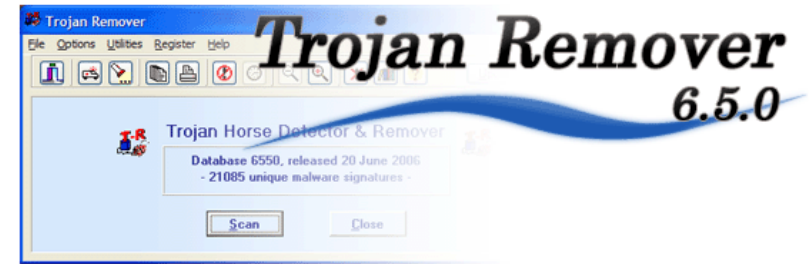 Trojan Remover
File Options Utilities Register Help
Trojan Remover
6.5.0
T-R
Trojan Horse Detector & Remover
Database 6550, released 20 June 2006
- 21085 unique malware signatures -
Scan Close